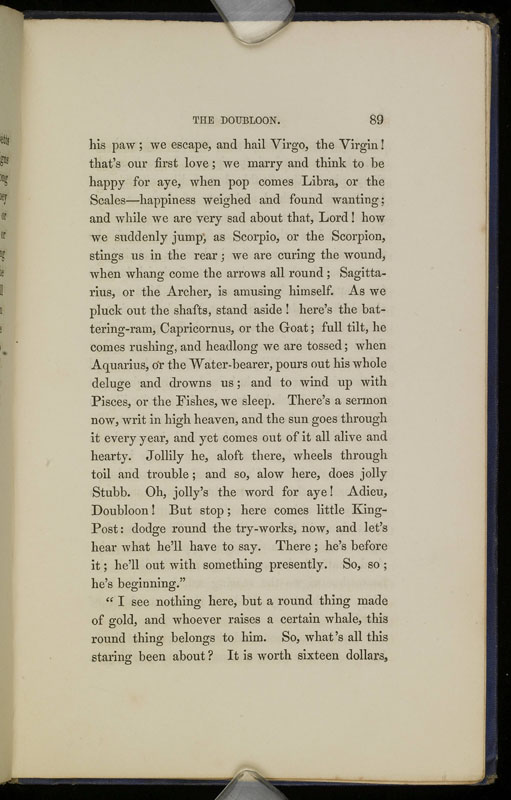 THE DOUBLOON. 89
his paw; we escape, and hail Virgo, the Virgin!
that's our first love; we marry and think to be
happy for aye, when pop comes Libra, or the
Scales—happiness weighed and found wanting;
and while we are very sad about that, Lord! how
we suddenly jump, as Scorpio, or the Scorpion,
stings us in the rear; we are curing the wound,
when whang come the arrows all round; Sagitta-
rius, or the Archer, is amusing himself. As we
pluck out the shafts, stand aside! here's the bat-
tering-ram, Capricornus, or the Goat; full tilt, he
comes rushing, and headlong we are tossed; when
Aquarius, or the Water-bearer, pours out his whole
deluge and drowns us; and to wind up with
Pisces, or the Fishes, we sleep. There's a sermon
now, writ in high heaven, and the sun goes through
it every year, and yet comes out of it all alive and
hearty. Jollily he, aloft there, wheels through
toil and trouble; and so, alow here, does jolly
Stubb. Oh, jolly's the word for aye! Adieu,
Doubloon! But stop; here comes little King-
Post: dodge round the try-works, now, and let's
hear what he'll have to say. There; he's before
it; he'll out with something presently. So, so;
he's beginning."
"I see nothing here, but a round thing made
of gold, and whoever raises a certain whale, this
round thing belongs to him. So, what's all this
staring been about? It is worth sixteen dollars,